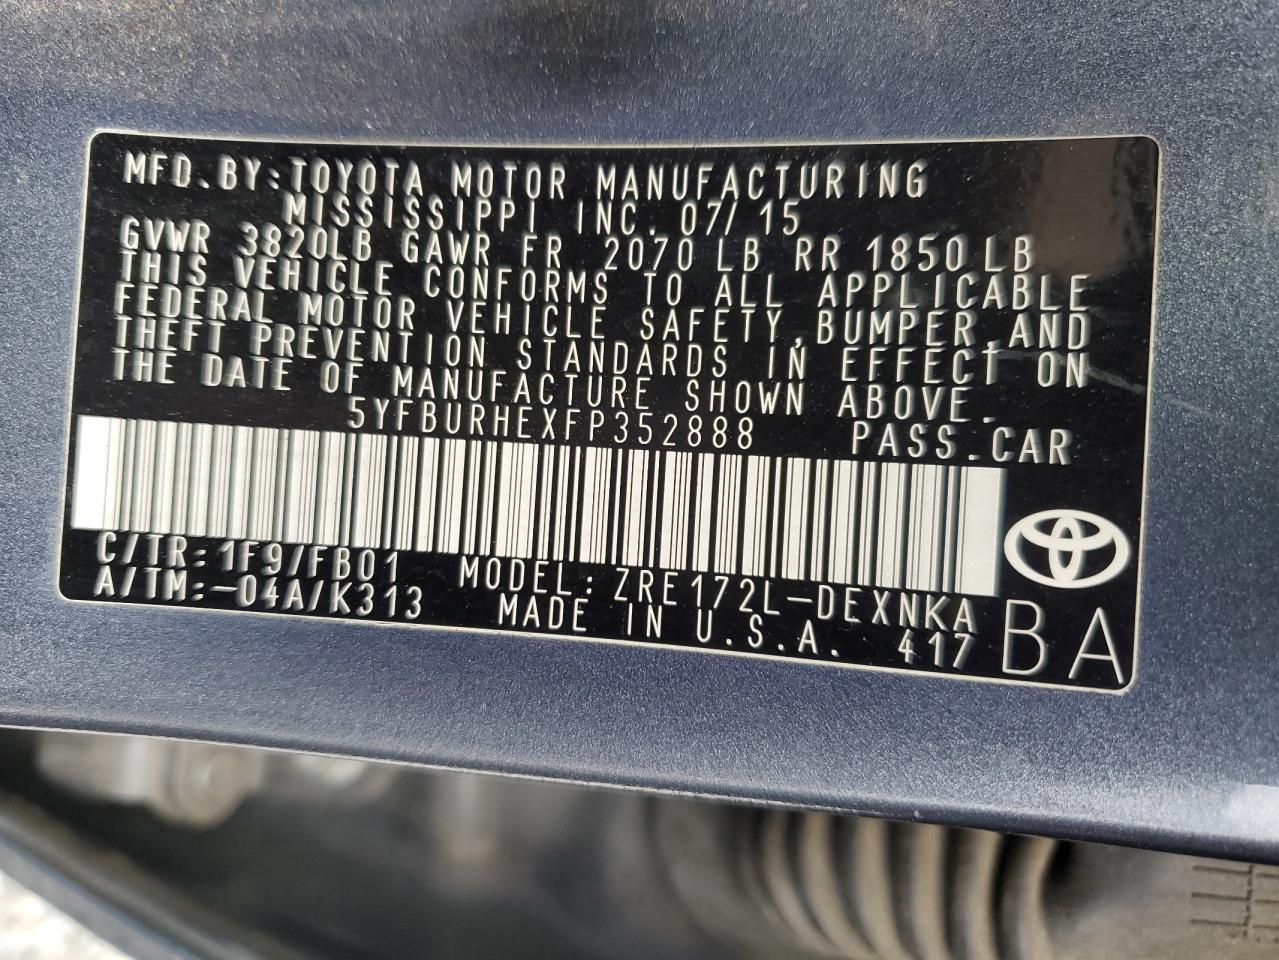 MFD.BY:TOYOTA MOTOR MANUFACTURING
MISSISSIPPI INC. 07/15
GVWR 3820LB GAWR FR 2070 LB RR 1850LB
THIS VEHICLE CONFORMS TO ALL APPLICABLE
FEDERAL MOTOR VEHICLE SAFETY,BUMPER,AND
THEFT PREVENTION STANDARDS IN EFFECT ON
THE DATE OF MANUFACTURE SHOWN ABOVE.
5YFBURHEXFP352888 PASS.CAR
C/TR:1F9/FB01 MODEL:ZRE172L-DEXNKA
A/TM:-04A/K313 MADE IN U.S.A. 417
BA